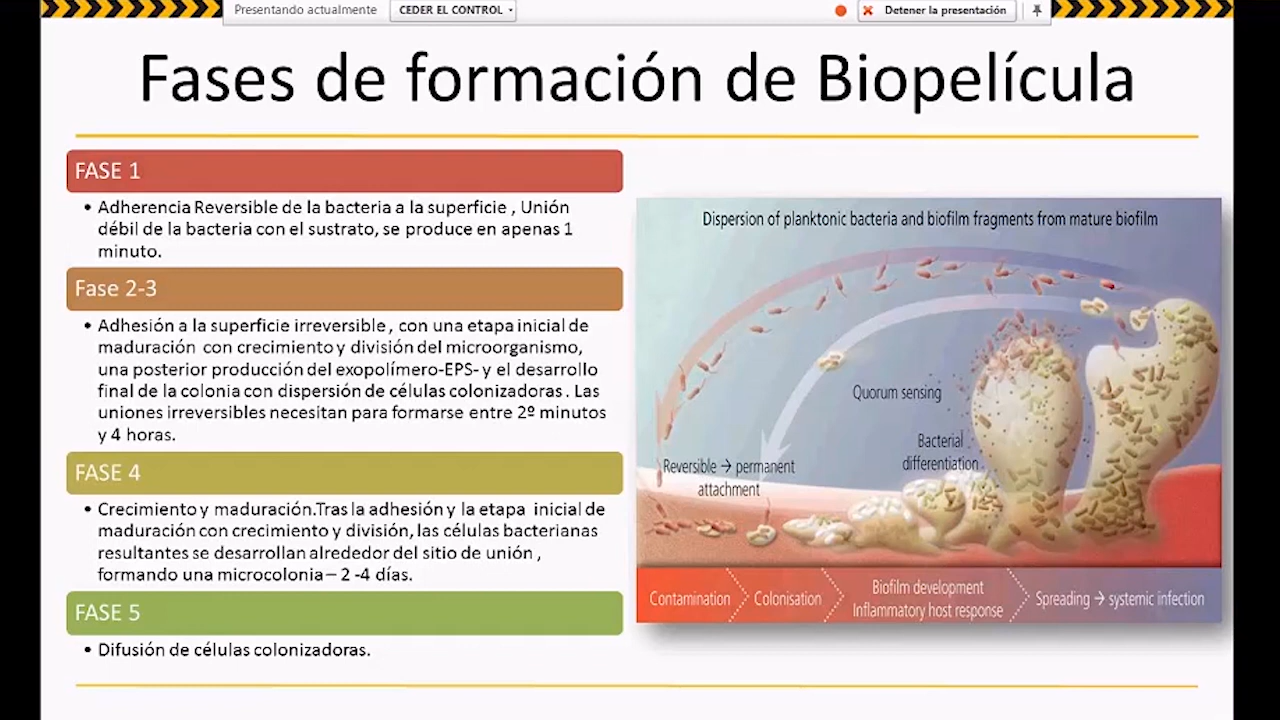 Presentando actualmente
CEDER EL CONTROL
Detener la presentación
Fases de formación de Biopelícula
FASE 1
• Adherencia Reversible de la bacteria a la superficie , Unión
débil de la bacteria con el sustrato, se produce en apenas 1
minuto.
Fase 2-3
• Adhesión a la superficie irreversible , con una etapa inicial de
maduración con crecimiento y división del microorganismo,
una posterior producción del exopolímero-EPS- y el desarrollo
final de la colonia con dispersión de células colonizadoras . Las
uniones irreversibles necesitan para formarse entre 2º minutos
y 4 horas.
FASE 4
• Crecimiento y maduración.Tras la adhesión y la etapa inicial de
maduración con crecimiento y división, las células bacterianas
resultantes se desarrollan alrededor del sitio de unión ,
formando una microcolonia – 2 -4 días.
FASE 5
• Difusión de células colonizadoras.
Dispersion of planktonic bacteria and biofilm fragments from mature biofilm
Quorum sensing
Bacterial
differentiation
Reversible → permanent
attachment
Contamination
Colonisation
Biofilm development
Inflammatory host response
Spreading → systemic infection